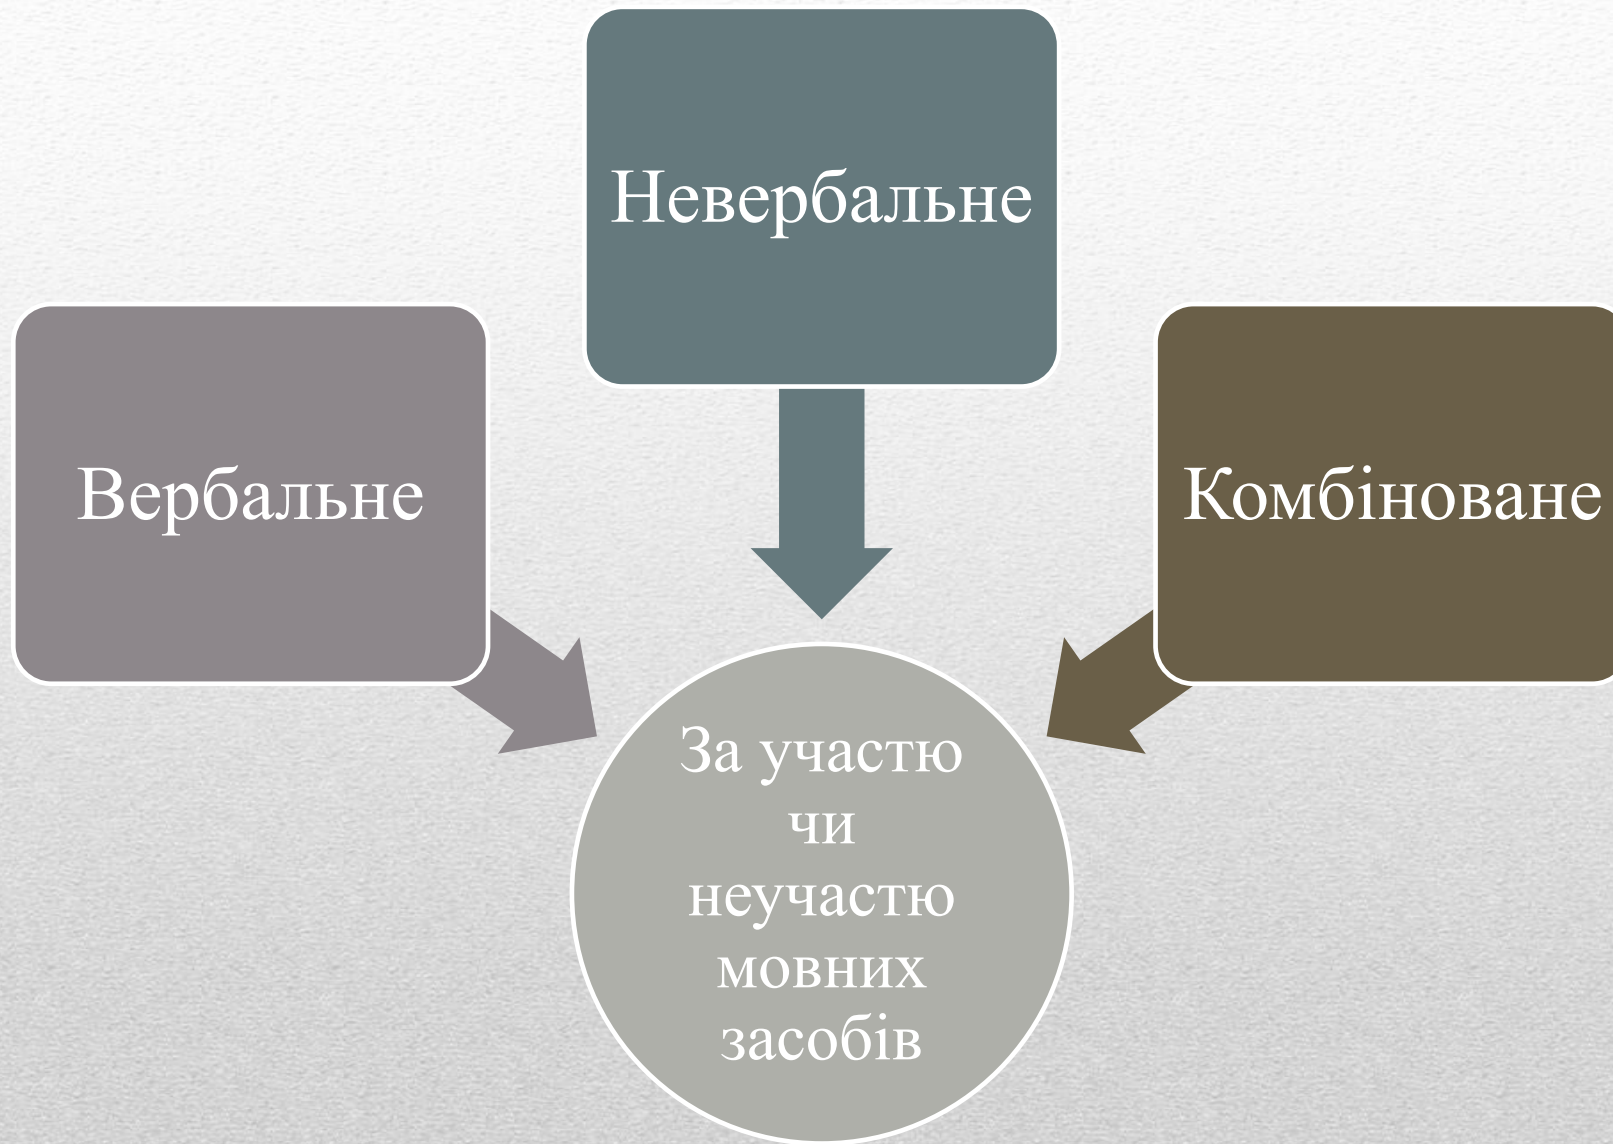 Невербальне
Вербальне
Комбіноване
За участю
чи
неучастю
мовних
засобів